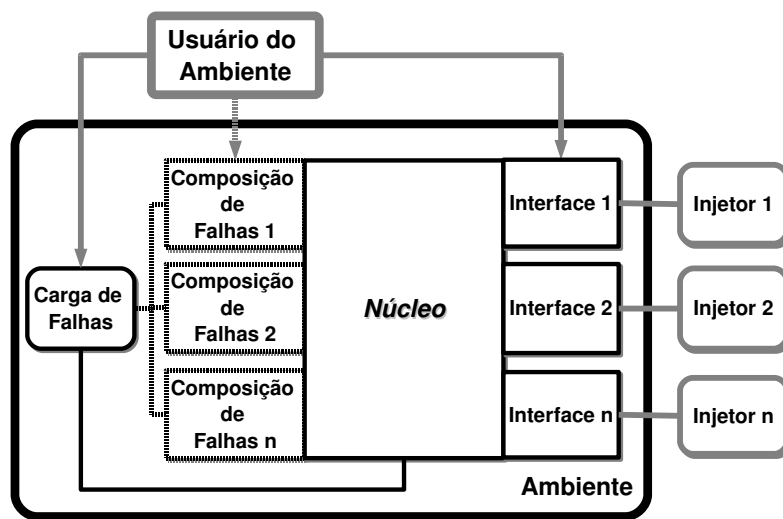 Usuário do
Ambiente
Composição
de
Falhas 1
Interface 1
Injetor 1
Carga de
Falhas
Composição
de
Falhas 2
Núcleo
Interface 2
Injetor 2
Composição
de
Falhas n
Interface n
Injetor n
Ambiente